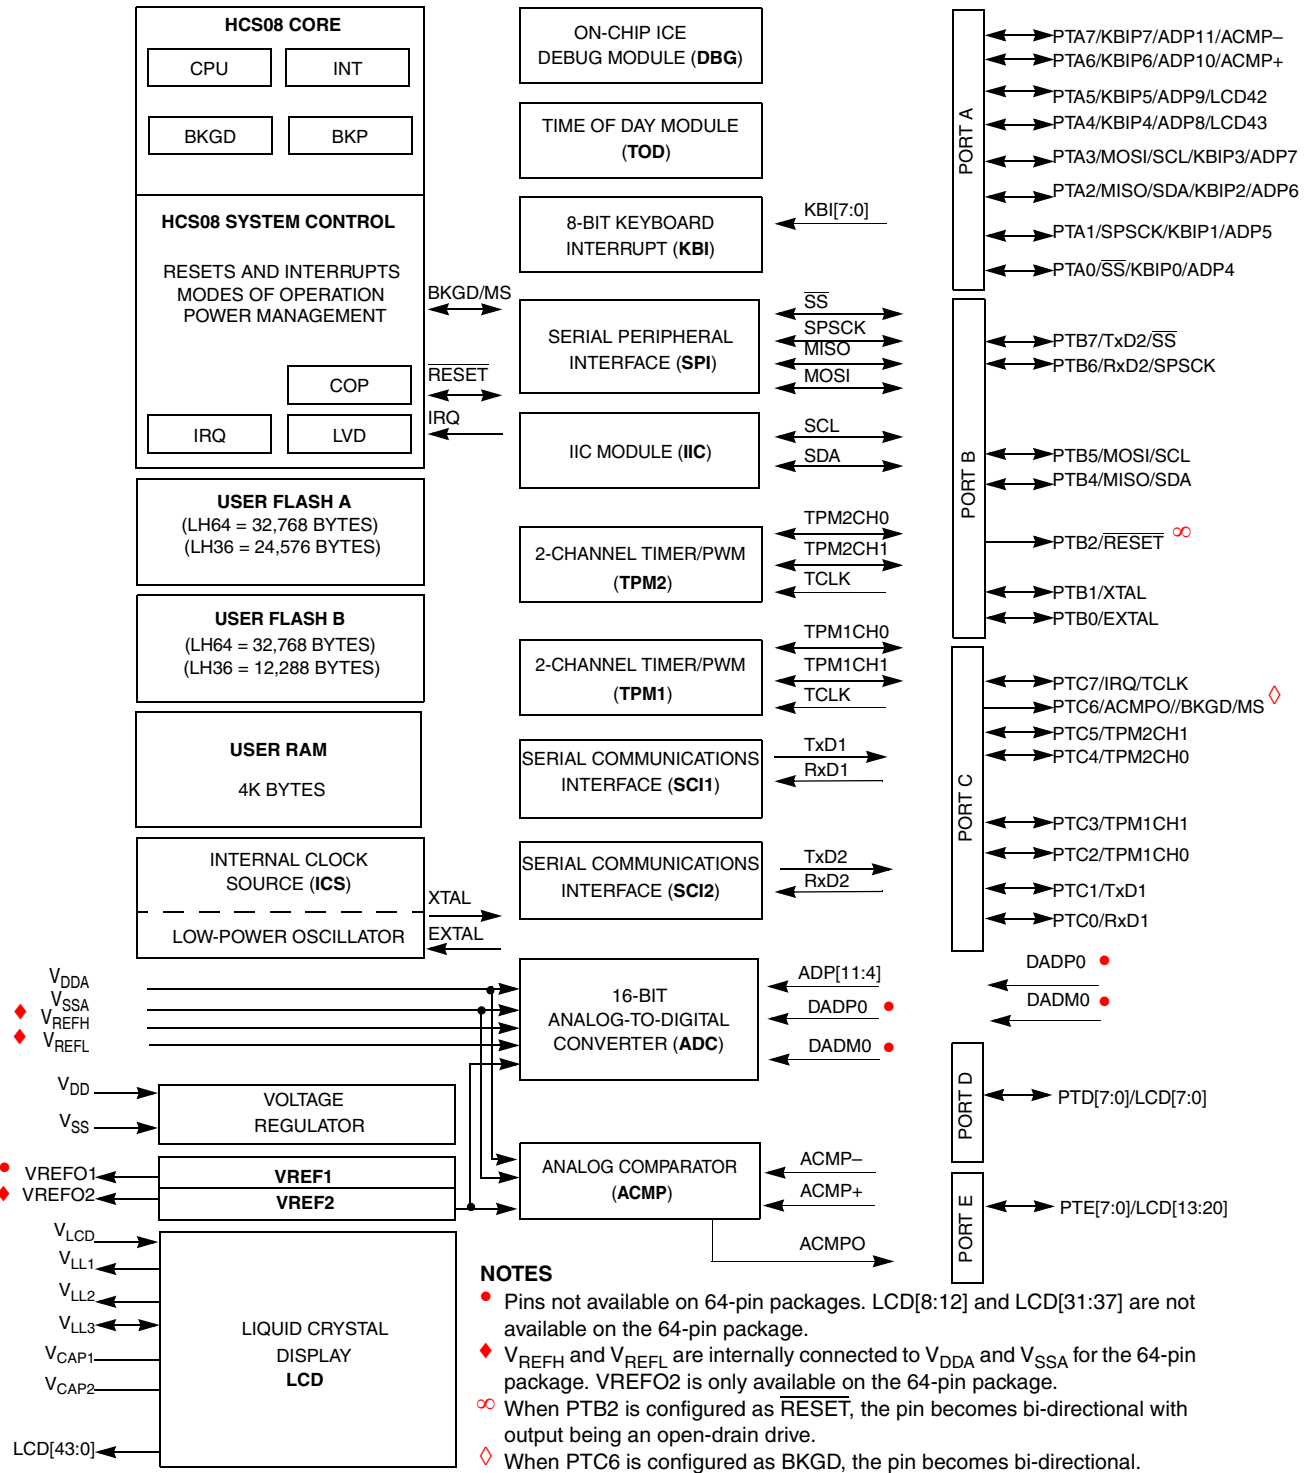 HCS08 CORE
CPU
INT
BKGD
BKP
HCS08 SYSTEM CONTROL
RESETS AND INTERRUPTS
MODES OF OPERATION
POWER MANAGEMENT
COP
IRQ
LVD
BKGD/MS
RESET
IRQ
USER FLASH A
(LH64 = 32,768 BYTES)
(LH36 = 24,576 BYTES)
USER FLASH B
(LH64 = 32,768 BYTES)
(LH36 = 12,288 BYTES)
USER RAM
4K BYTES
INTERNAL CLOCK
SOURCE (ICS)
LOW-POWER OSCILLATOR
XTAL
EXTAL
VDDA
VSSA
♦ VREFH
♦ VREFL
VDD
VSS
VOLTAGE
REGULATOR
• VREFO1
♦ VREFO2
VREF1
VREF2
VLCD
VLL1
VLL2
VLL3
VCAP1
VCAP2
LCD[43:0]
LIQUID CRYSTAL
DISPLAY
LCD
ON-CHIP ICE
DEBUG MODULE (DBG)
TIME OF DAY MODULE
(TOD)
8-BIT KEYBOARD
INTERRUPT (KBI)
KBI[7:0]
SERIAL PERIPHERAL
INTERFACE (SPI)
SS
SPSCK
MISO
MOSI
IIC MODULE (IIC)
SCL
SDA
2-CHANNEL TIMER/PWM
(TPM2)
TPM2CH0
TPM2CH1
TCLK
2-CHANNEL TIMER/PWM
(TPM1)
TPM1CH0
TPM1CH1
TCLK
SERIAL COMMUNICATIONS
INTERFACE (SCI1)
TxD1
RxD1
SERIAL COMMUNICATIONS
INTERFACE (SCI2)
TxD2
RxD2
16-BIT
ANALOG-TO-DIGITAL
CONVERTER (ADC)
ADP[11:4]
DADP0 •
DADM0 •
ANALOG COMPARATOR
(ACMP)
ACMP–
ACMP+
ACMPO
PORT A
PTA7/KBIP7/ADP11/ACMP–
PTA6/KBIP6/ADP10/ACMP+
PTA5/KBIP5/ADP9/LCD42
PTA4/KBIP4/ADP8/LCD43
PTA3/MOSI/SCL/KBIP3/ADP7
PTA2/MISO/SDA/KBIP2/ADP6
PTA1/SPSCK/KBIP1/ADP5
PTA0/SS/KBIP0/ADP4
PORT B
PTB7/TxD2/SS
PTB6/RxD2/SPSCK
PTB5/MOSI/SCL
PTB4/MISO/SDA
PTB2/RESET ∞
PTB1/XTAL
PTB0/EXTAL
PORT C
PTC7/IRQ/TCLK
PTC6/ACMPO//BKGD/MS ◊
PTC5/TPM2CH1
PTC4/TPM2CH0
PTC3/TPM1CH1
PTC2/TPM1CH0
PTC1/TxD1
PTC0/RxD1
DADP0 •
DADM0 •
PORT D
PTD[7:0]/LCD[7:0]
PORT E
PTE[7:0]/LCD[13:20]
NOTES
• Pins not available on 64-pin packages. LCD[8:12] and LCD[31:37] are not
available on the 64-pin package.
♦ VREFH and VREFL are internally connected to VDDA and VSSA for the 64-pin
package. VREFO2 is only available on the 64-pin package.
∞ When PTB2 is configured as RESET, the pin becomes bi-directional with
output being an open-drain drive.
◊ When PTC6 is configured as BKGD, the pin becomes bi-directional.